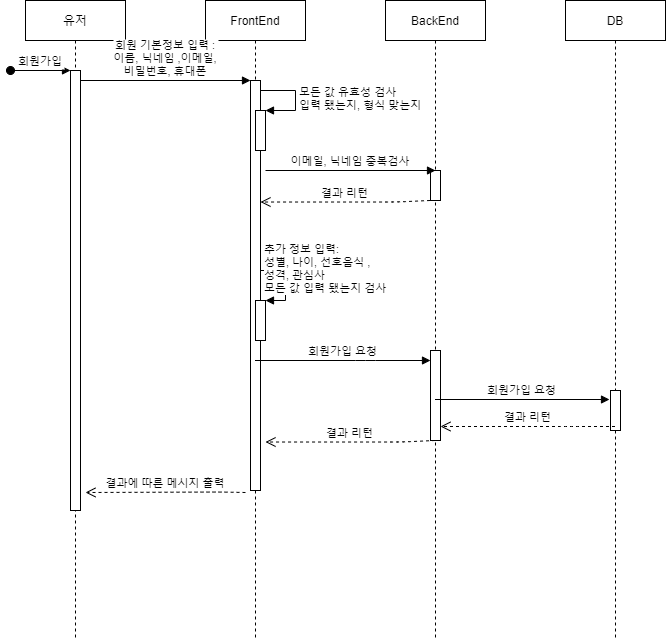 유저
FrontEnd
BackEnd
DB
회원가입
회원 기본정보 입력 :
이름, 닉네임 ,이메일,
비밀번호, 휴대폰
모든 값 유효성 검사
입력 됐는지, 형식 맞는지
이메일, 닉네임 중복검사
결과 리턴
추가 정보 입력:
성별, 나이, 선호음식 ,
성격, 관심사
모든 값 입력 됐는지 검사
회원가입 요청
회원가입 요청
결과 리턴
결과 리턴
결과에 따른 메시지 출력